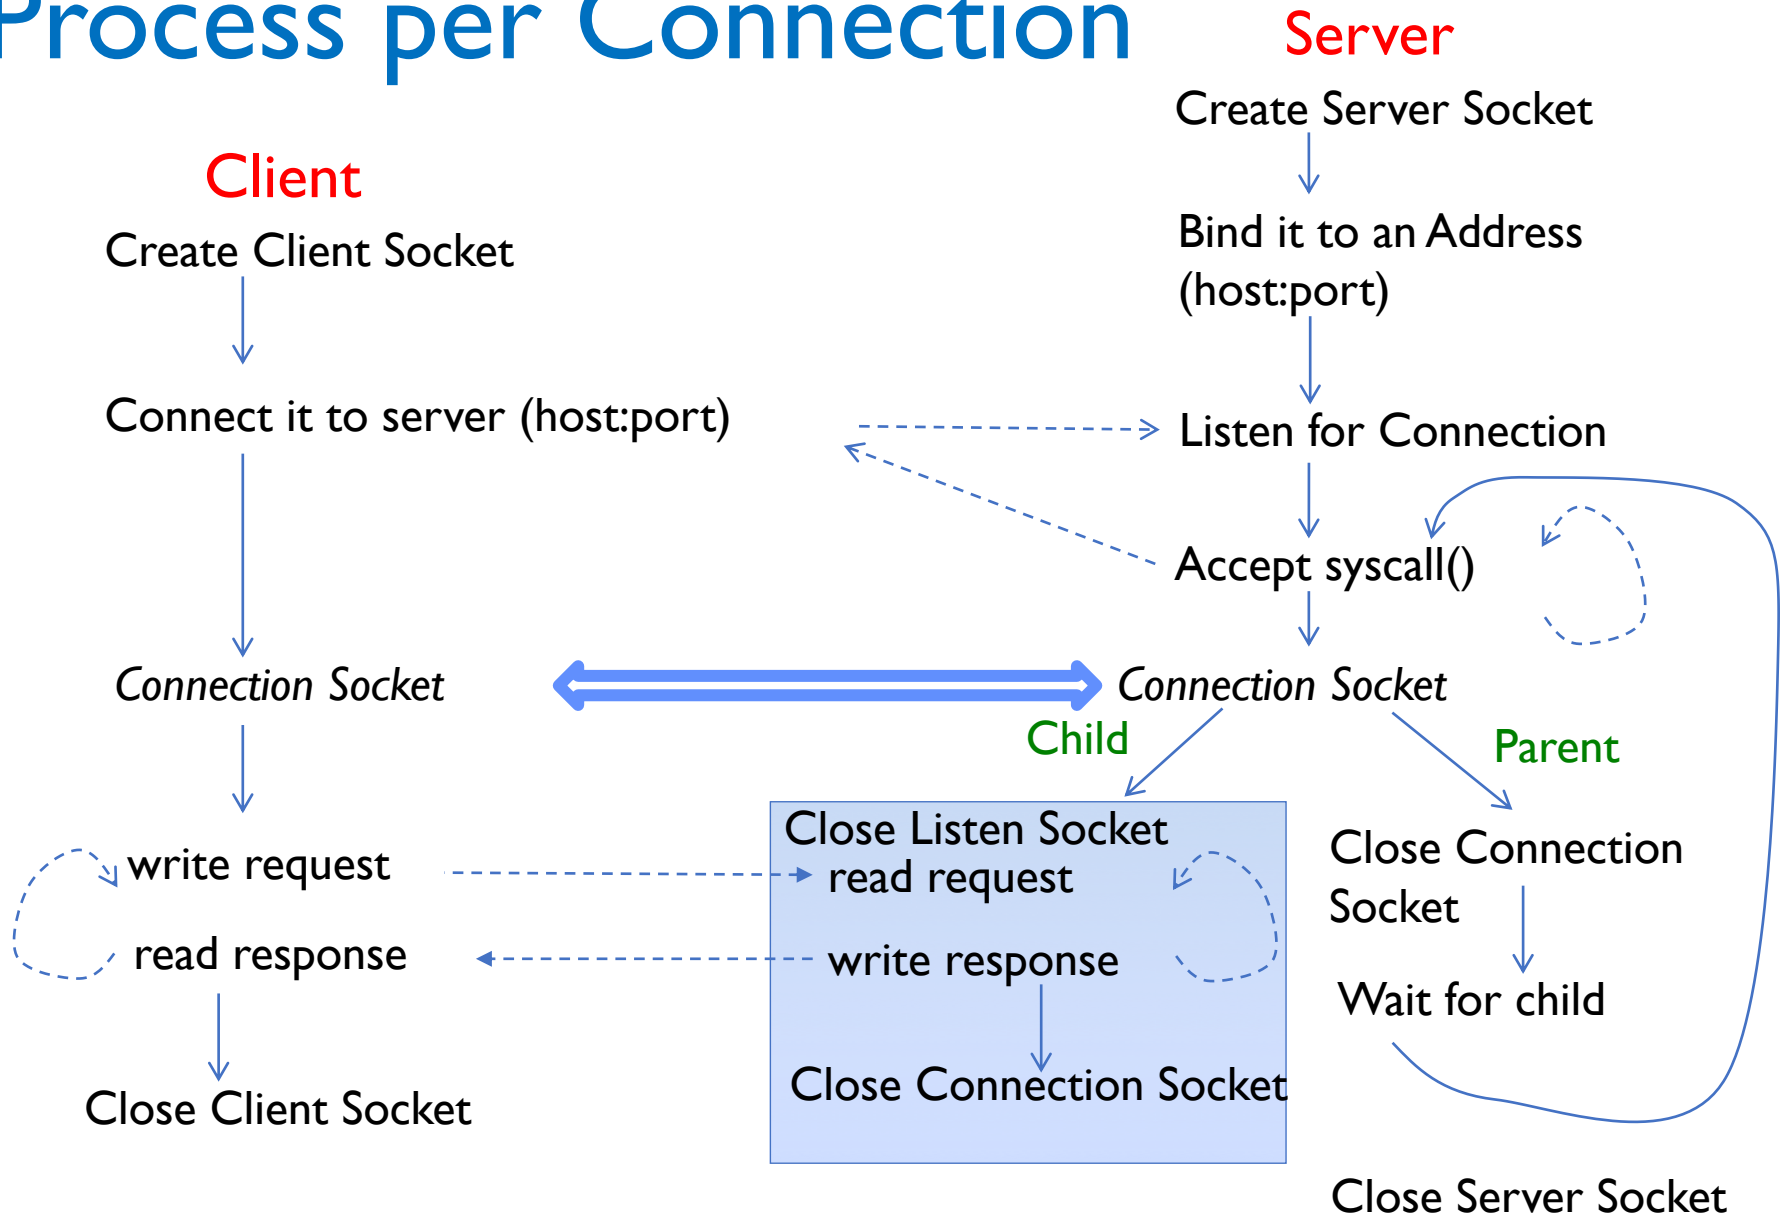 Process per Connection
Server
Create Server Socket
Client
Bind it to an Address
(host:port)
Create Client Socket
Connect it to server (host:port)
Listen for Connection
Accept syscall()
Connection Socket
Connection Socket
Child
Parent
Close Listen Socket
write request
read request
Close Connection
Socket
read response
write response
Wait for child
Close Client Socket
Close Connection Socket
Close Server Socket